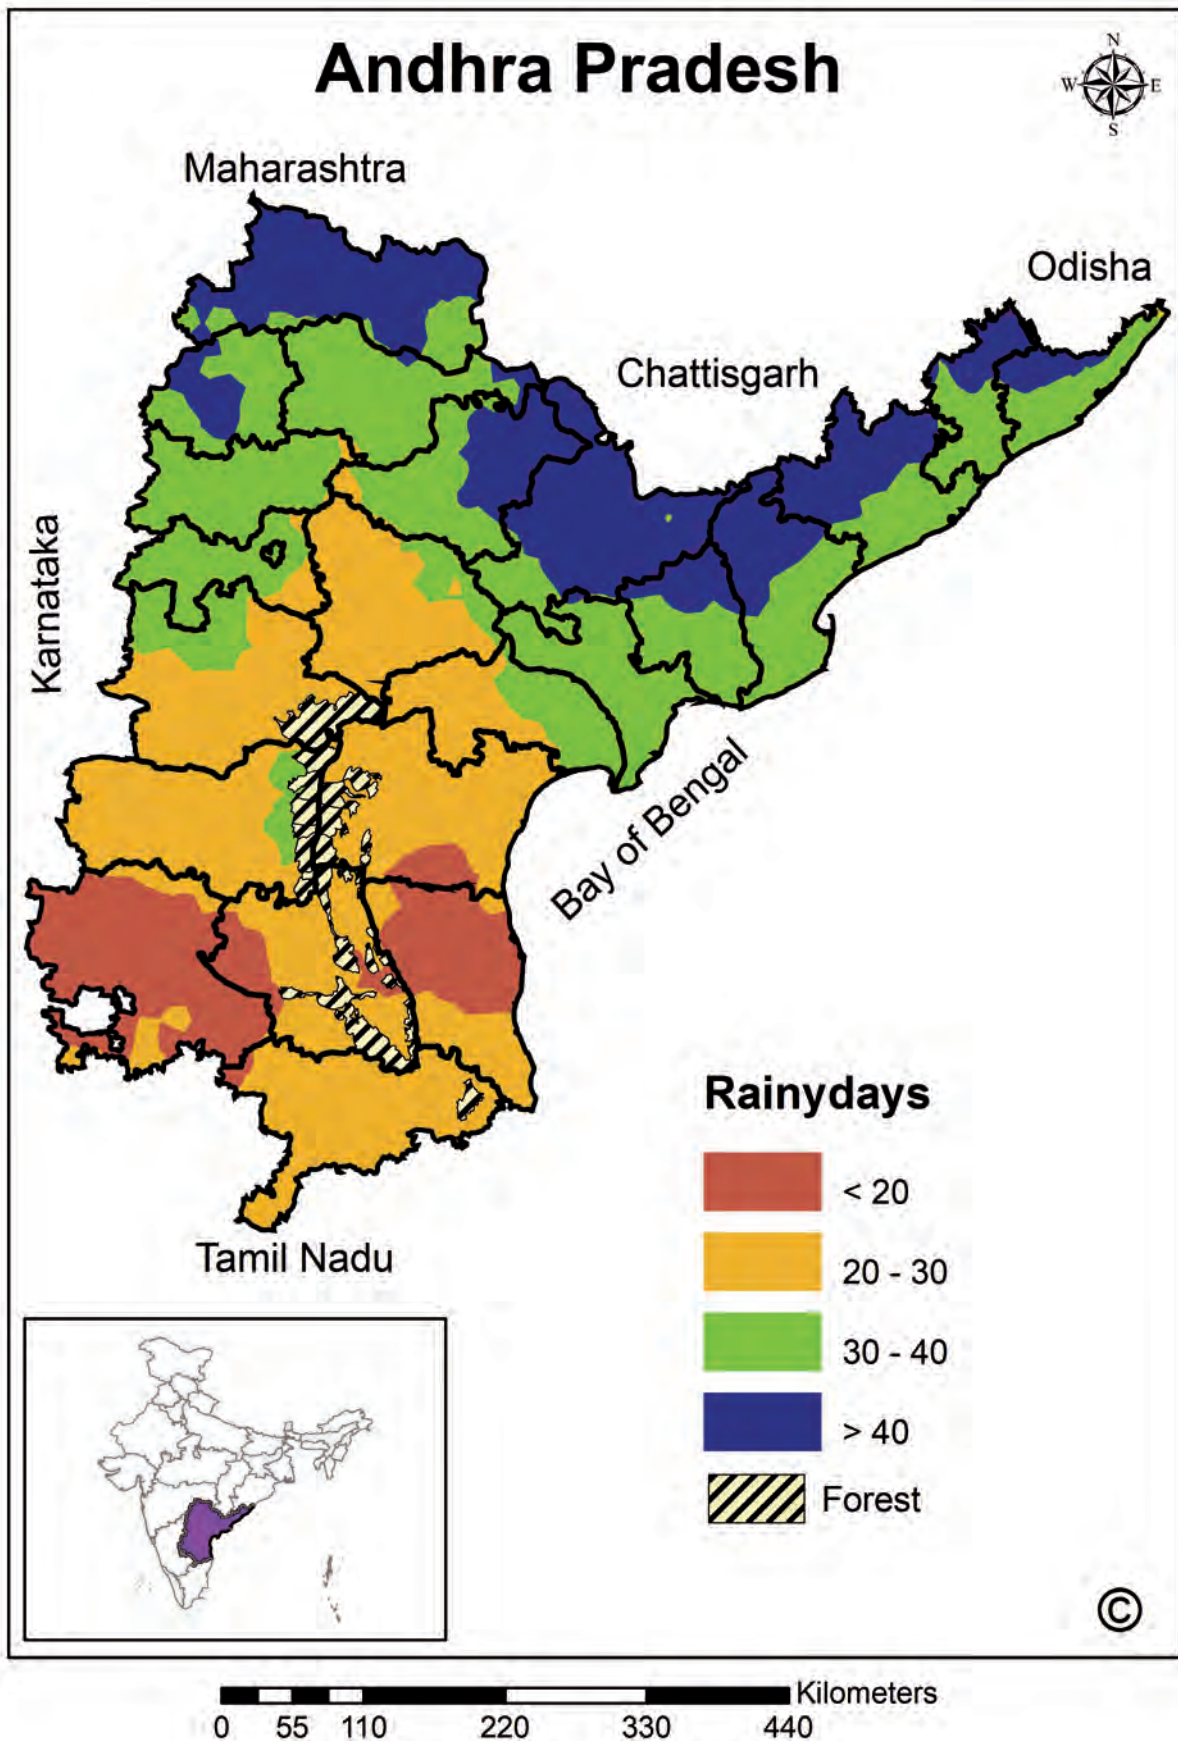 Andhra Pradesh
N
W
E
S
Maharashtra
Odisha
Chattisgarh
Karnataka
Bay of Bengal
Tamil Nadu
Rainydays
< 20
20 - 30
30 - 40
> 40
Forest
©
Kilometers
0 55 110 220 330 440